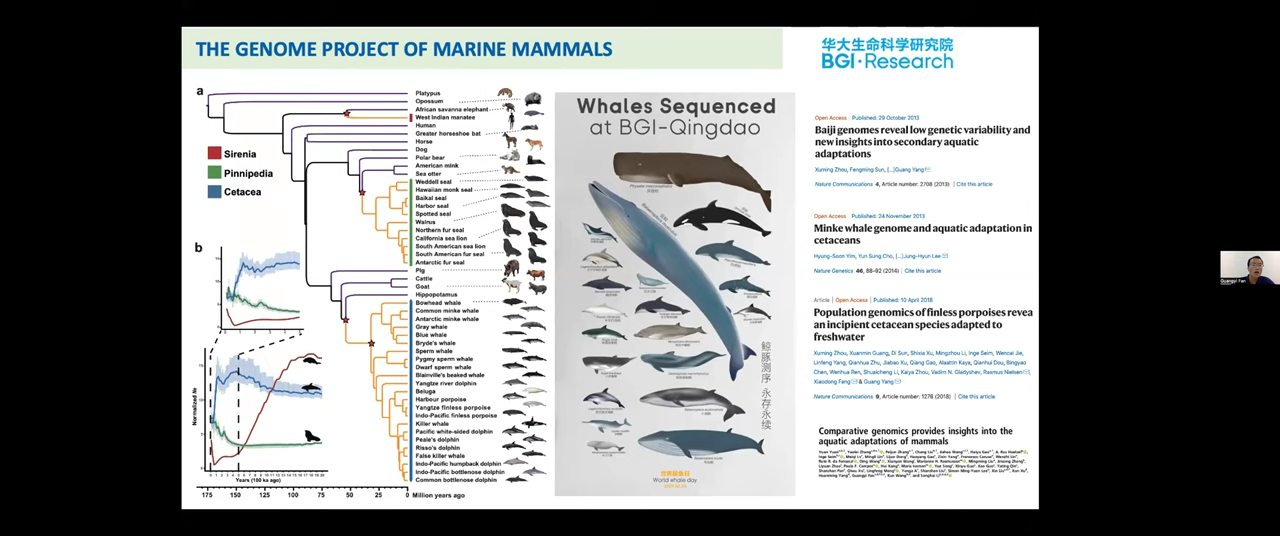 THE GENOME PROJECT OF MARINE MAMMALS
华大生命科学研究院
BGI·Research
a
Platypus
Opossum
African savanna elephant
West Indian manatee
Human
Greater horseshoe bat
Horse
Dog
Polar bear
American mink
Sea otter
Weddell seal
Hawaiian monk seal
Baikal seal
Harbor seal
Spotted seal
Walrus
Northern fur seal
California sea lion
South American sea lion
South American fur seal
Antarctic fur seal
Pig
Cattle
Goat
Hippopotamus
Bowhead whale
Common minke whale
Antarctic minke whale
Gray whale
Blue whale
Bryde's whale
Sperm whale
Pygmy sperm whale
Dwarf sperm whale
Blainville's beaked whale
Yangtze river dolphin
Beluga
Harbour porpoise
Yangtze finless porpoise
Indo-Pacific finless porpoise
Killer whale
Pacific white-sided dolphin
Peale's dolphin
Risso's dolphin
False killer whale
Indo-Pacific humpback dolphin
Indo-Pacific bottlenose dolphin
Common bottlenose dolphin
Sirenia
Pinnipedia
Cetacea
b
Normalized Ne
Years (100 ka ago)
175 150 125 100 75 50 25 0 Million years ago
Whales Sequenced
at BGI-Qingdao
鲸豚测序 永存永续
世界鲸鱼日
World whale day
Open Access | Published: 29 October 2013
Baiji genomes reveal low genetic variability and
new insights into secondary aquatic
adaptations
Xuming Zhou, Fengming Sun, […]Guang Yang
Nature Communications 4, Article number: 2708 (2013) | Cite this article
Open Access | Published: 24 November 2013
Minke whale genome and aquatic adaptation in
cetaceans
Hyung-Soon Yim, Yun Sung Cho, […]Jung-Hyun Lee
Nature Genetics 46, 88–92 (2014) | Cite this article
Article | Open Access | Published: 10 April 2018
Population genomics of finless porpoises revea
an incipient cetacean species adapted to
freshwater
Xuming Zhou, Xuanmin Guang, Di Sun, Shixia Xu, Mingzhou Li, Inge Seim, Wencai Jie,
Linfeng Yang, Qianhua Zhu, Jiabao Xu, Qiang Gao, Alaattin Kaya, Qianhui Dou, Bingyao
Chen, Wenhua Ren, Shuaicheng Li, Kaiya Zhou, Vadim N. Gladyshev, Rasmus Nielsen,
Xiaodong Fang & Guang Yang
Nature Communications 9, Article number: 1276 (2018) | Cite this article
Comparative genomics provides insights into the
aquatic adaptations of mammals
Guangyi Fan